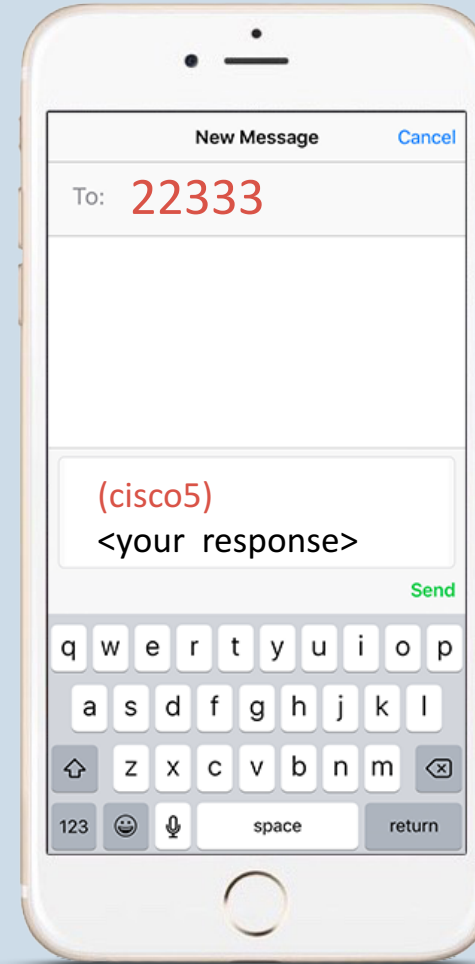 New Message Cancel
To: 22333
(cisco5)
<your response>
Send
q w e r t y u i o p
a s d f g h j k l
z x c v b n m
123 space return